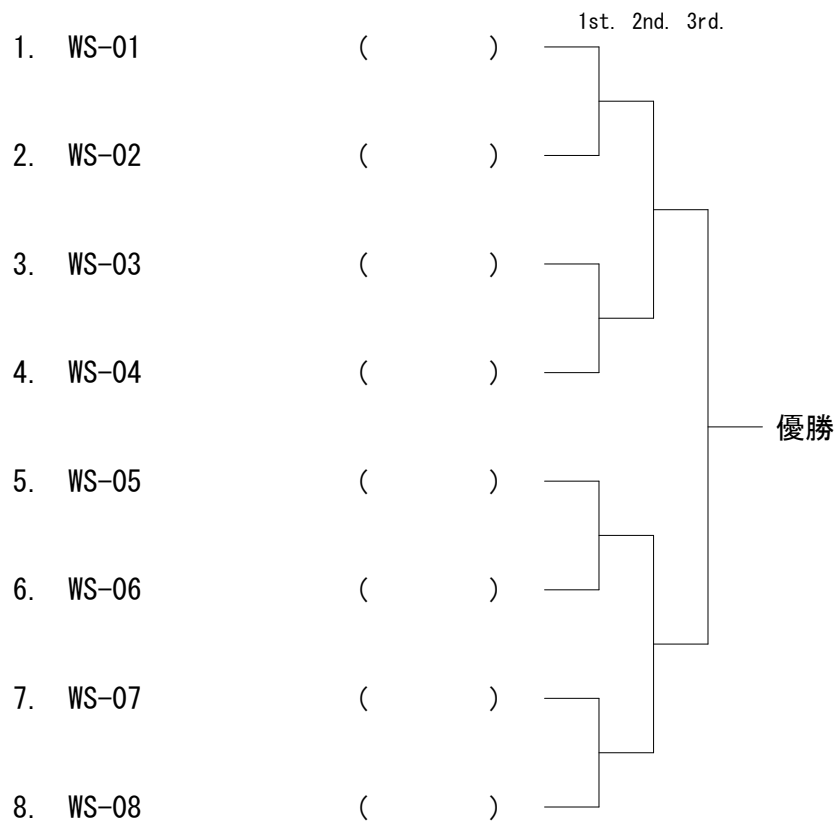 1st. 2nd. 3rd.
1. WS-01 ( )
2. WS-02 ( )
3. WS-03 ( )
4. WS-04 ( )
優勝
5. WS-05 ( )
6. WS-06 ( )
7. WS-07 ( )
8. WS-08 ( )